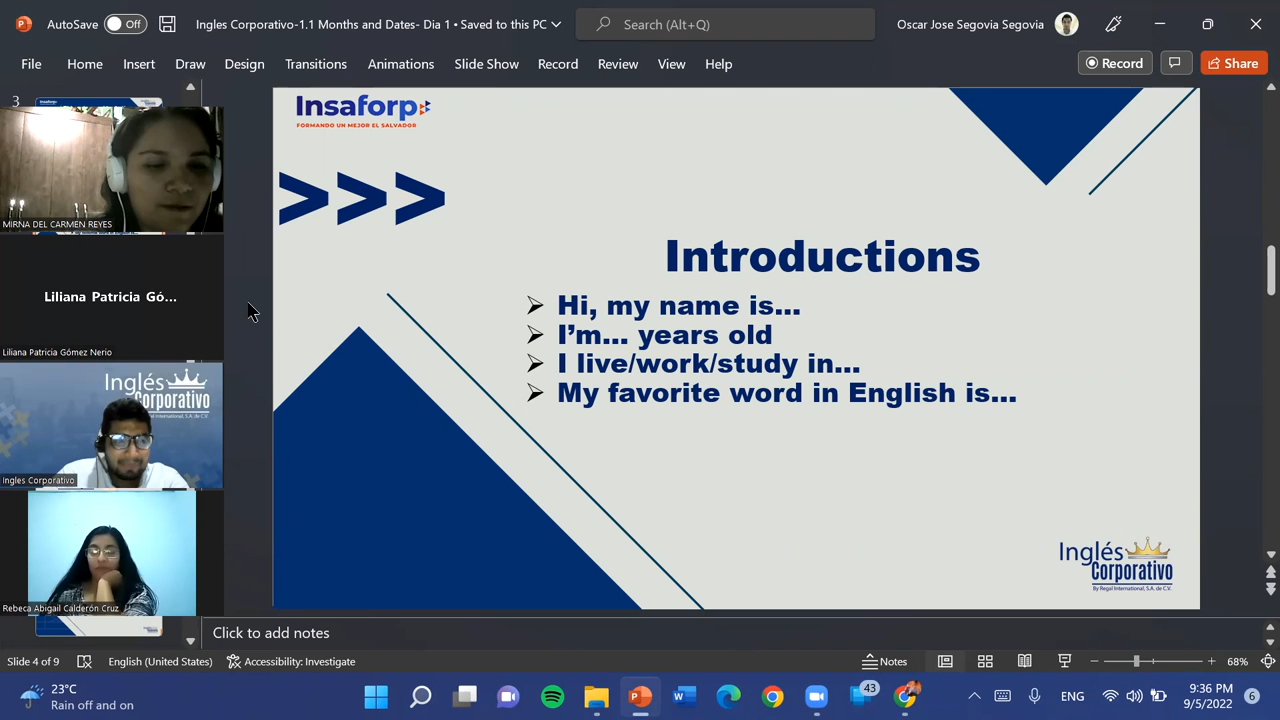 AutoSave Off Ingles Corporativo-1.1 Months and Dates- Dia 1 • Saved to this PC Search (Alt+Q) Oscar Jose Segovia Segovia
File Home Insert Draw Design Transitions Animations Slide Show Record Review View Help Record Share
3
MIRNA DEL CARMEN REYES
Liliana Patricia Gó...
Liliana Patricia Gómez Nerio
Inglés
Corporativo
Ingles Corporativo
Rebeca Abigail Calderón Cruz
Insaforp
FORMANDO UN MEJOR EL SALVADOR
>>>
Introductions
Hi, my name is...
I’m... years old
I live/work/study in...
My favorite word in English is...
Inglés
Corporativo
By Regal International, S.A. de C.V.
Click to add notes
Slide 4 of 9 English (United States) Accessibility: Investigate Notes 68%
23°C
Rain off and on
43
ENG
9:36 PM
9/5/2022
6